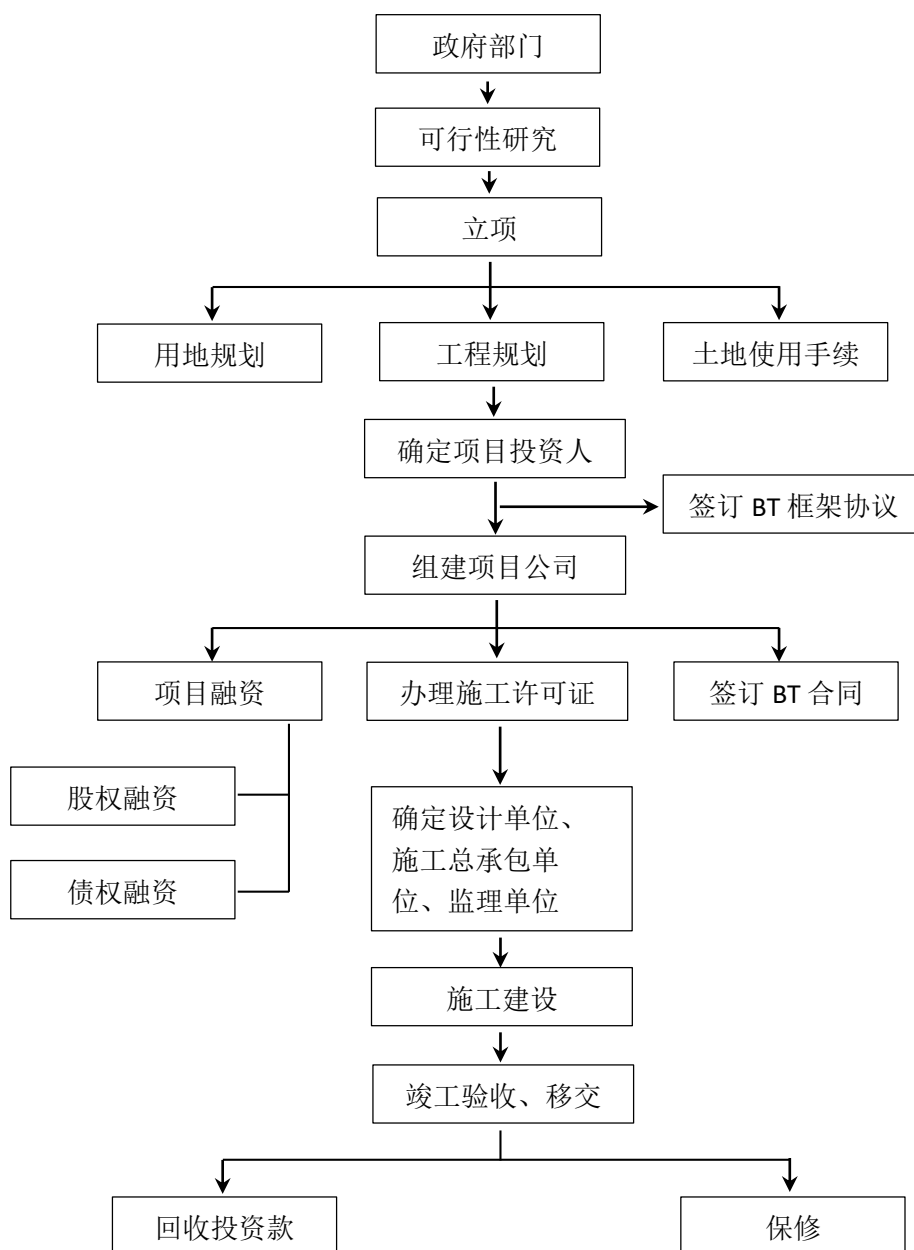 政府部门
可行性研究
立项
用地规划
工程规划
土地使用手续
确定项目投资人
签订 BT 框架协议
组建项目公司
项目融资
办理施工许可证
签订 BT 合同
股权融资
确定设计单位、
施工总承包单
位、监理单位
债权融资
施工建设
竣工验收、移交
回收投资款
保修